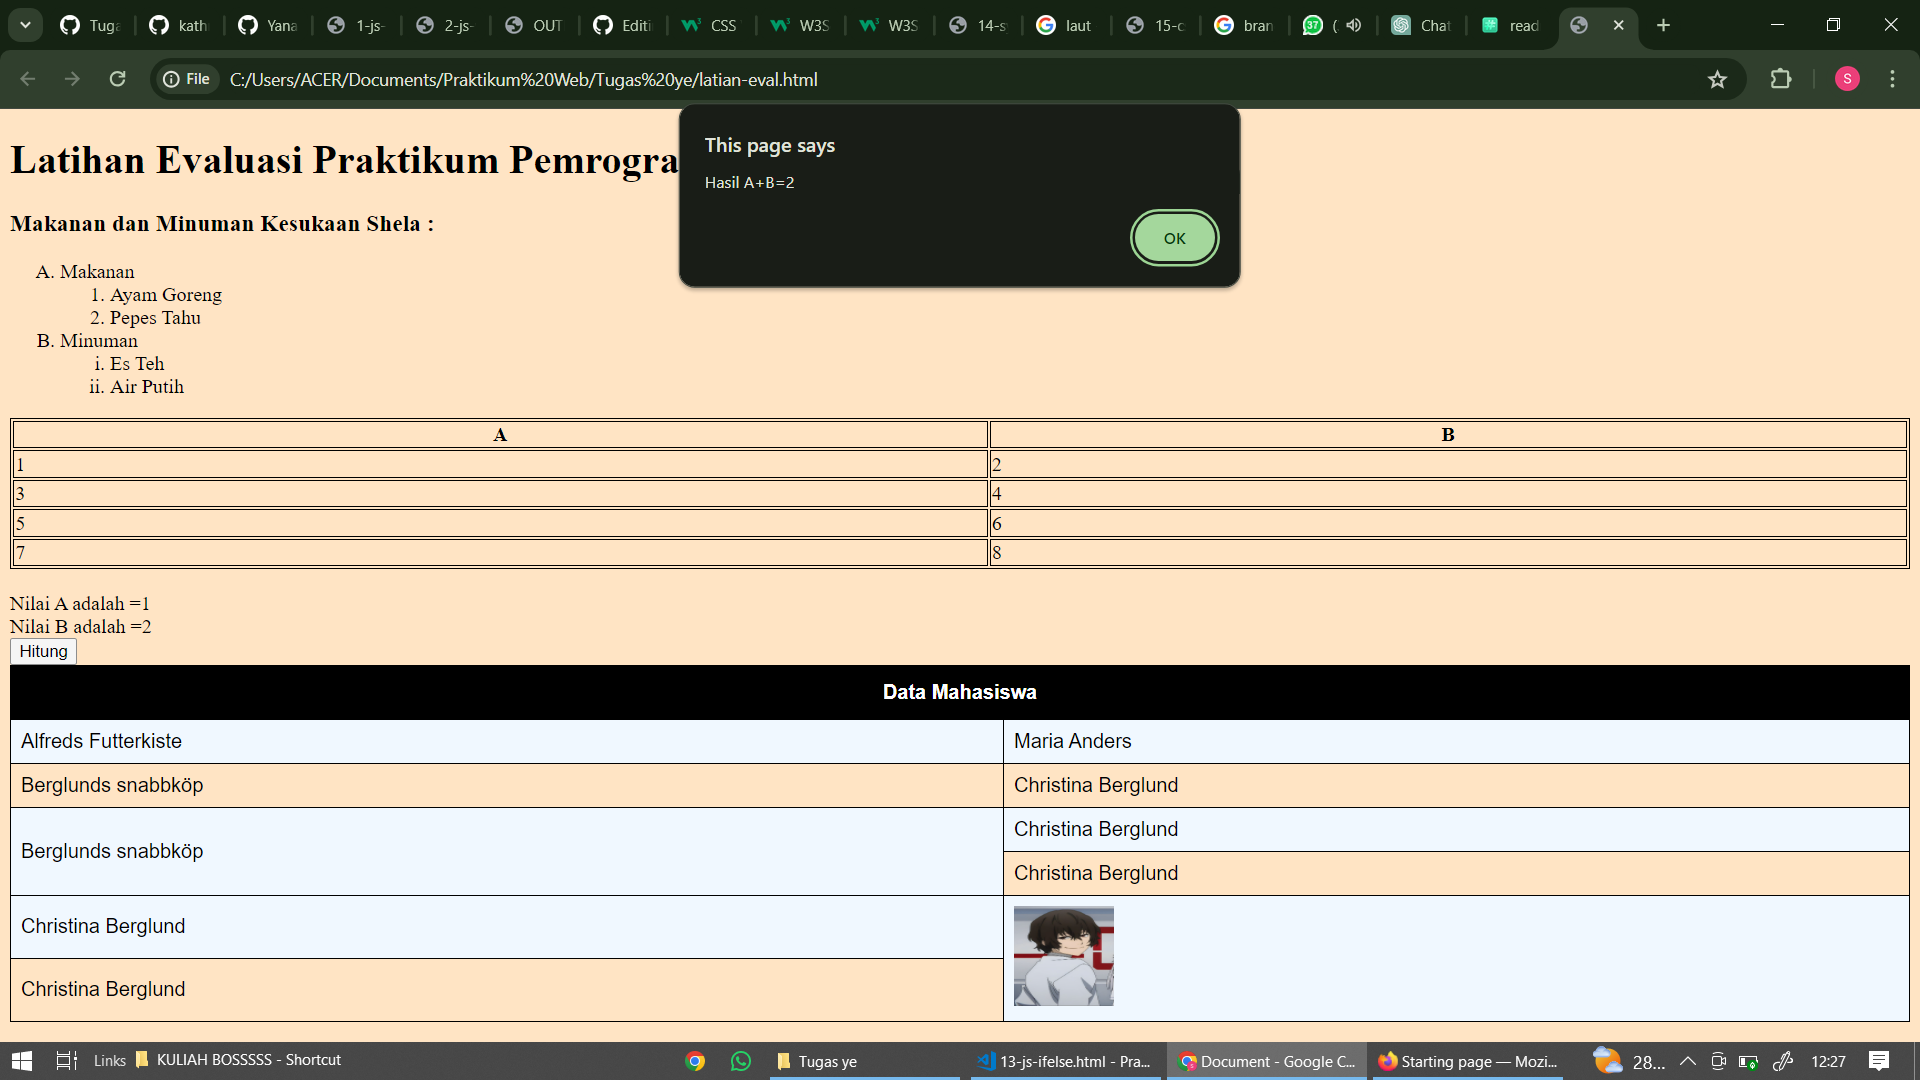 Tuga
kath
Yana
1-js-
2-js-
OUT
Editi
CSS
W3S
W3S
14-s
laut
15-c
bran
37
(
Chat
read
File
C:/Users/ACER/Documents/Praktikum%20Web/Tugas%20ye/latian-eval.html
S
This page says
Hasil A+B=2
OK
Latihan Evaluasi Praktikum Pemrogra
Makanan dan Minuman Kesukaan Shela :
A. Makanan
1. Ayam Goreng
2. Pepes Tahu
B. Minuman
i. Es Teh
ii. Air Putih
A B
1 2
3 4
5 6
7 8
Nilai A adalah =1
Nilai B adalah =2
Hitung
Data Mahasiswa
Alfreds Futterkiste Maria Anders
Berglunds snabbköp Christina Berglund
Berglunds snabbköp Christina Berglund
Christina Berglund
Christina Berglund
Christina Berglund
Links KULIAH BOSSSSS - Shortcut Tugas ye 13-js-ifelse.html - Pra... Document - Google C... Starting page — Mozi... 28... 12:27